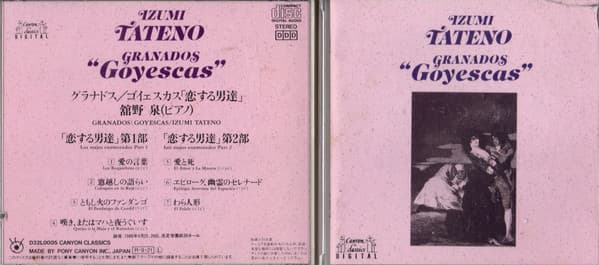 Canyon
Classics
DIGITAL
COMPACT
disc
DIGITAL AUDIO
STEREO
DDD
IZUMI
TATENO
GRANADOS
“Goyescas”
グラナドス／ゴイェスカス「恋する男達」
舘野 泉(ピアノ)
GRANADOS: GOYESCAS/IZUMI TATENO
「恋する男達」第1部
Los majos enamorados Part 1
1 愛の言葉
Los Requiebros
2 窓越しの語らい
Coloquio en la Reja
3 ともし火のファンダンゴ
El Fandango de Candil
4 嘆き、またはマハと夜うぐいす
Quejas o la Maja y el Ruiseñor
「恋する男達」第2部
Los majos enamorados Part 2
5 愛と死
El Amor y La Muerte
6 エピローグ、幽霊のセレナード
Epilogo, Serenata del Espectro
7 わら人形
El Pelele
D32L0005 CANYON CLASSICS
MADE BY PONY CANYON INC., JAPAN
IZUMI
TATENO
GRANADOS
“Goyescas”
Canyon
Classics
DIGITAL